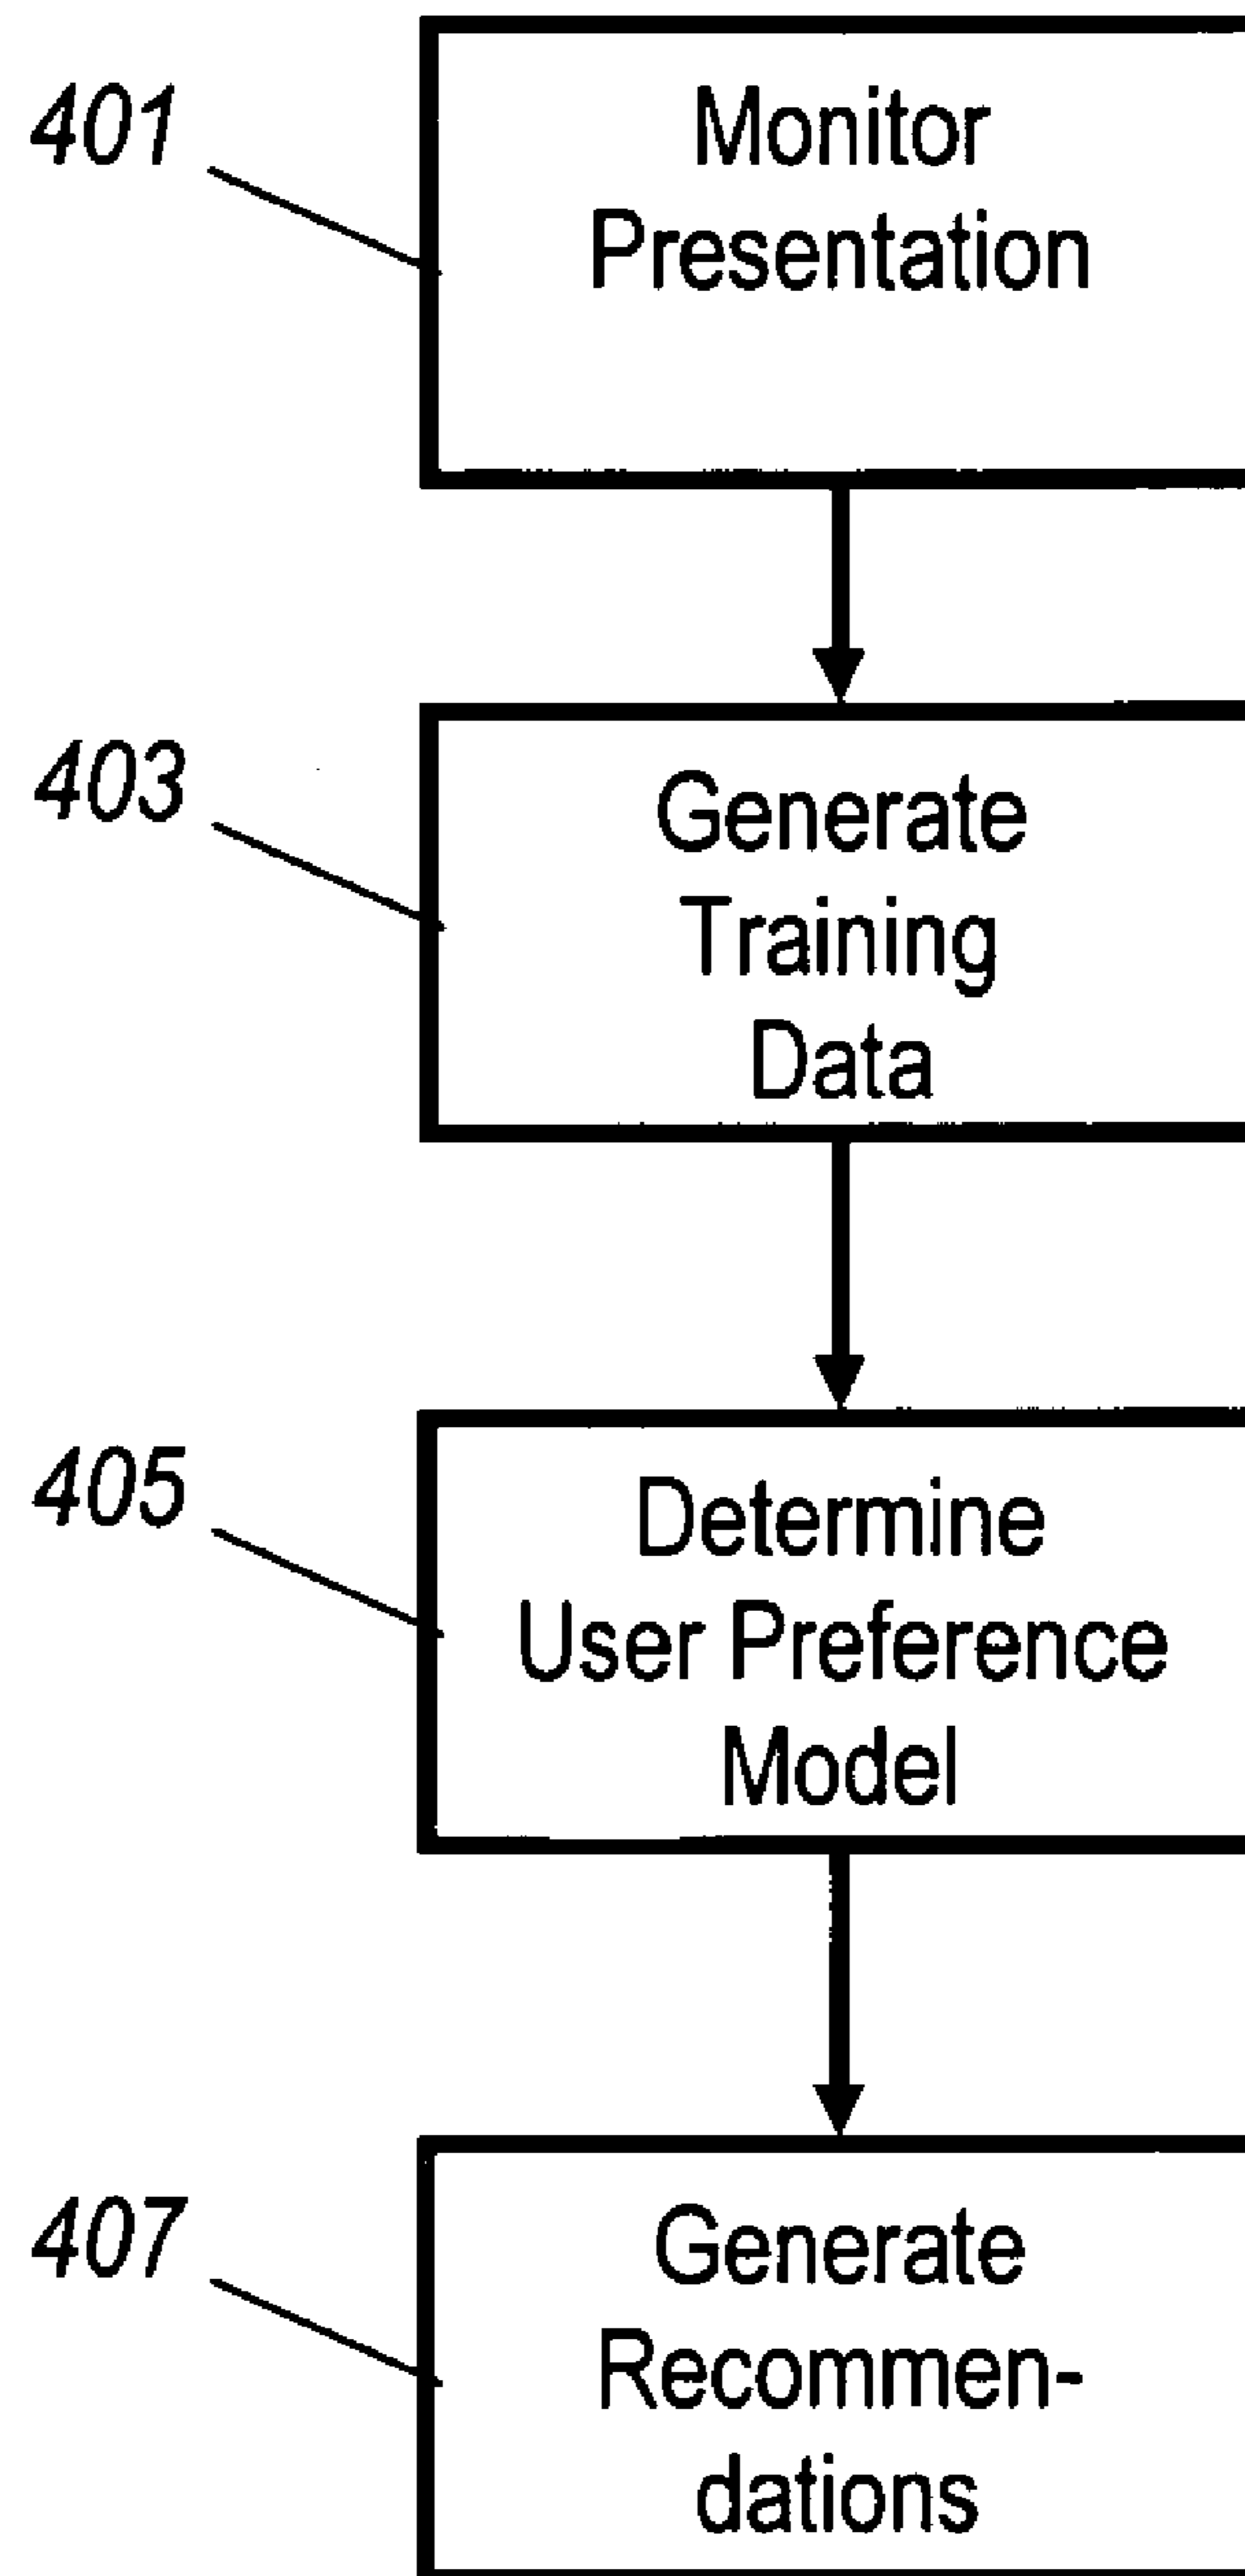 401
Monitor
Presentation
403
Generate
Training
Data
405
Determine
User Preference
Model
407
Generate
Recommen-
dations